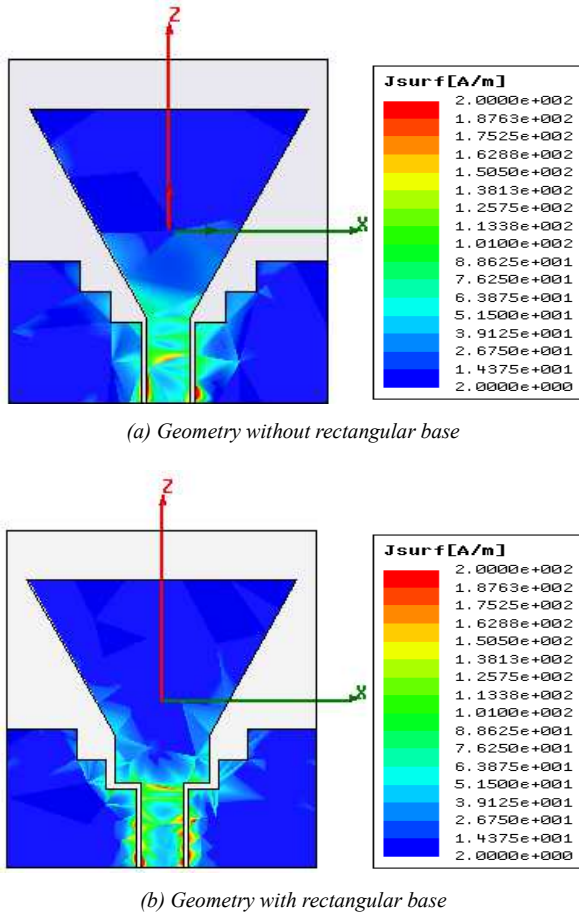 Z
X
Jsurf[A/m]
2.0000e+002
1.8763e+002
1.7525e+002
1.6288e+002
1.5050e+002
1.3813e+002
1.2575e+002
1.1338e+002
1.0100e+002
8.8625e+001
7.6250e+001
6.3875e+001
5.1500e+001
3.9125e+001
2.6750e+001
1.4375e+001
2.0000e+000
(a) Geometry without rectangular base
Z
X
Jsurf[A/m]
2.0000e+002
1.8763e+002
1.7525e+002
1.6288e+002
1.5050e+002
1.3813e+002
1.2575e+002
1.1338e+002
1.0100e+002
8.8625e+001
7.6250e+001
6.3875e+001
5.1500e+001
3.9125e+001
2.6750e+001
1.4375e+001
2.0000e+000
(b) Geometry with rectangular base